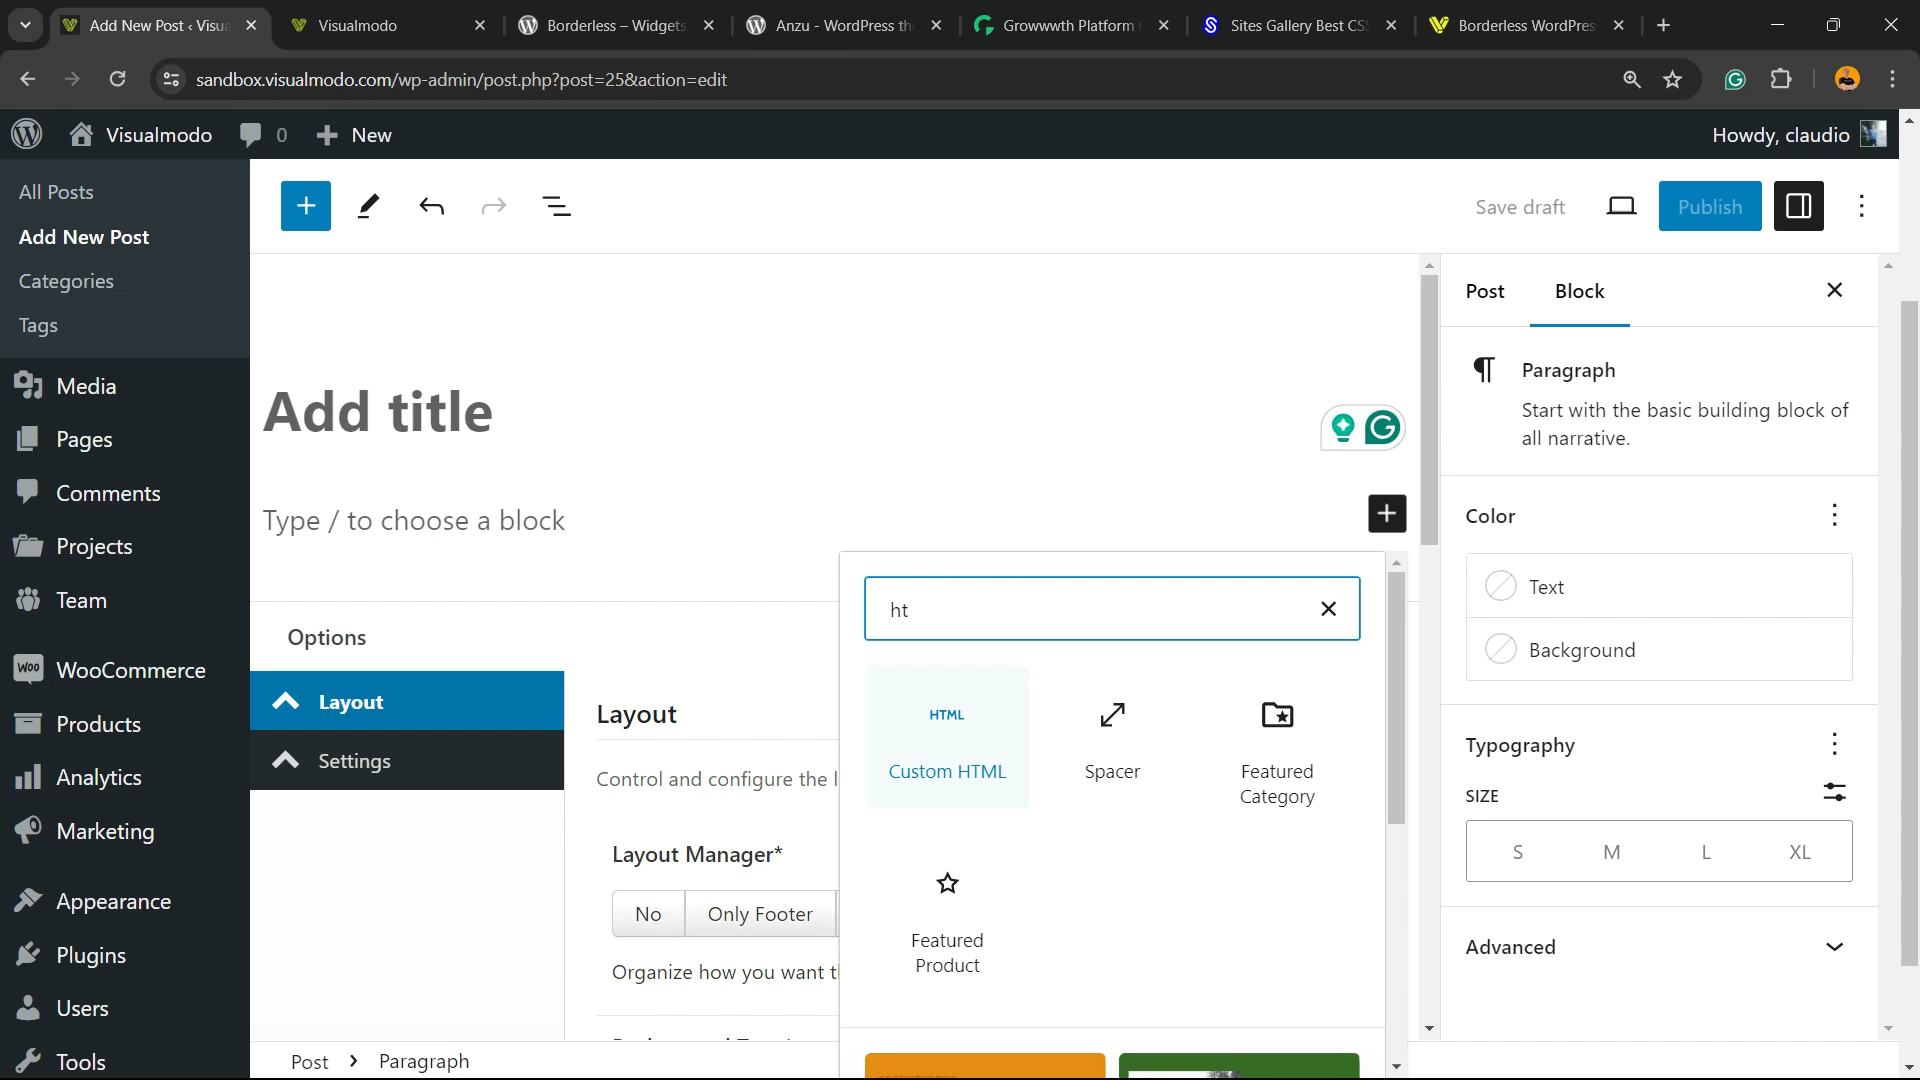 Add New Post ‹ Visua
Visualmodo
Borderless – Widgets
Anzu - WordPress th
Growwwth Platform
Sites Gallery Best CSS
Borderless WordPres
sandbox.visualmodo.com/wp-admin/post.php?post=25&action=edit
Visualmodo
0
New
Howdy, claudio
All Posts
Add New Post
Categories
Tags
Media
Pages
Comments
Projects
Team
WooCommerce
Products
Analytics
Marketing
Appearance
Plugins
Users
Tools
Save draft
Publish
Add title
Type / to choose a block
Options
Layout
Settings
Layout
Control and configure the l
Layout Manager*
No
Only Footer
Organize how you want t
ht
HTML
Custom HTML
Spacer
Featured
Category
Featured
Product
Post
Paragraph
Post
Block
Paragraph
Start with the basic building block of
all narrative.
Color
Text
Background
Typography
SIZE
S
M
L
XL
Advanced